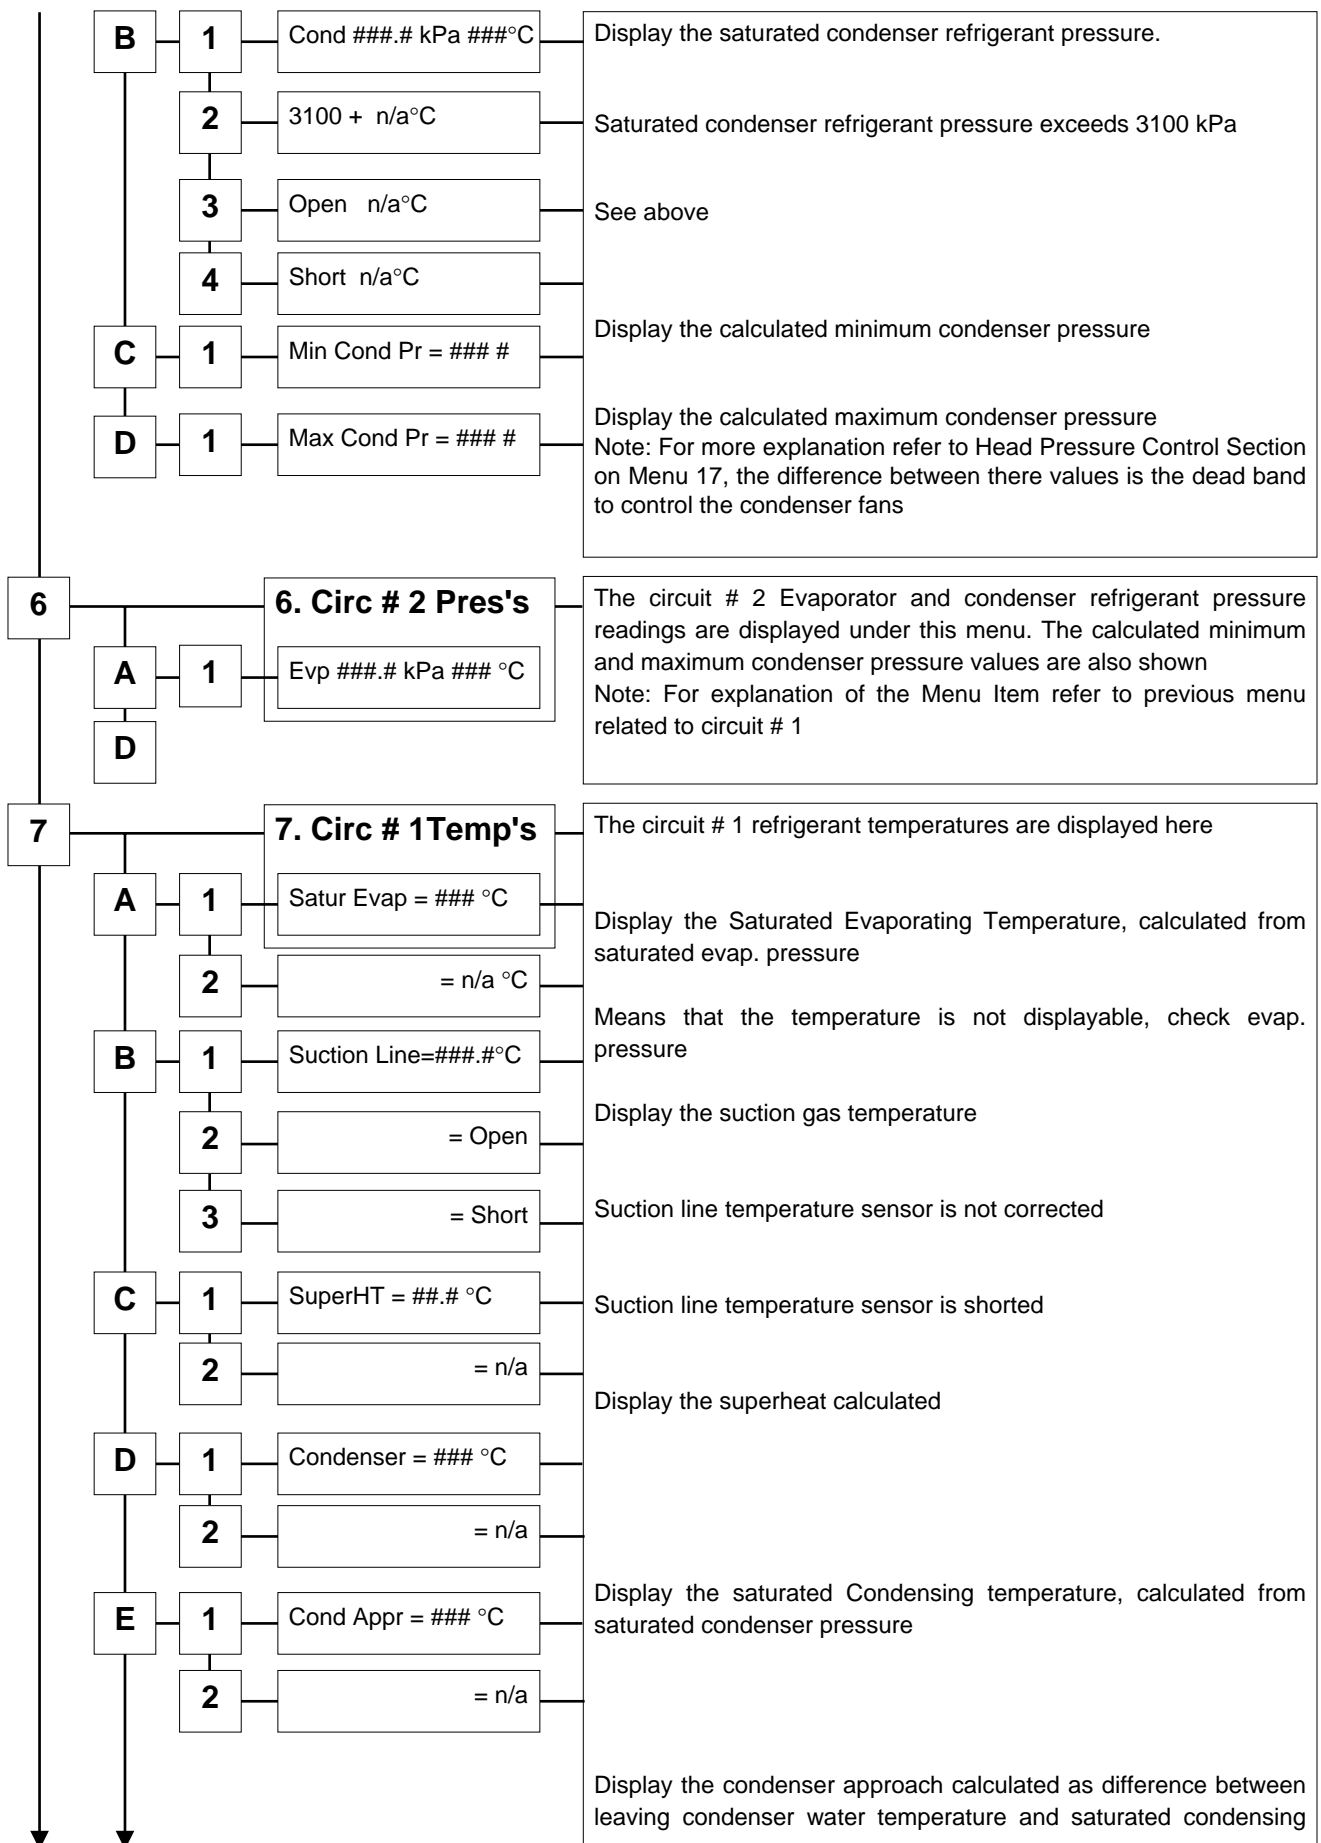 B 1 Cond ###.# kPa ###°C Display the saturated condenser refrigerant pressure.
2 3100 + n/a°C Saturated condenser refrigerant pressure exceeds 3100 kPa
3 Open n/a°C See above
4 Short n/a°C
Display the calculated minimum condenser pressure
C 1 Min Cond Pr = ### #
Display the calculated maximum condenser pressure
D 1 Max Cond Pr = ### #
Note: For more explanation refer to Head Pressure Control Section
on Menu 17, the difference between there values is the dead band
to control the condenser fans
6 6. Circ # 2 Pres's The circuit # 2 Evaporator and condenser refrigerant pressure
readings are displayed under this menu. The calculated minimum
A 1 Evp ###.# kPa ### °C and maximum condenser pressure values are also shown
Note: For explanation of the Menu Item refer to previous menu
related to circuit # 1
D
7 7. Circ # 1Temp's The circuit # 1 refrigerant temperatures are displayed here
A 1 Satur Evap = ### °C
Display the Saturated Evaporating Temperature, calculated from
saturated evap. pressure
2 = n/a °C
Means that the temperature is not displayable, check evap.
pressure
B 1 Suction Line=###.#°C
Display the suction gas temperature
2 = Open
3 = Short Suction line temperature sensor is not corrected
C 1 SuperHT = ##.# °C Suction line temperature sensor is shorted
2 = n/a
Display the superheat calculated
D 1 Condenser = ### °C
2 = n/a
Display the saturated Condensing temperature, calculated from
saturated condenser pressure
E 1 Cond Appr = ### °C
2 = n/a
Display the condenser approach calculated as difference between
leaving condenser water temperature and saturated condensing